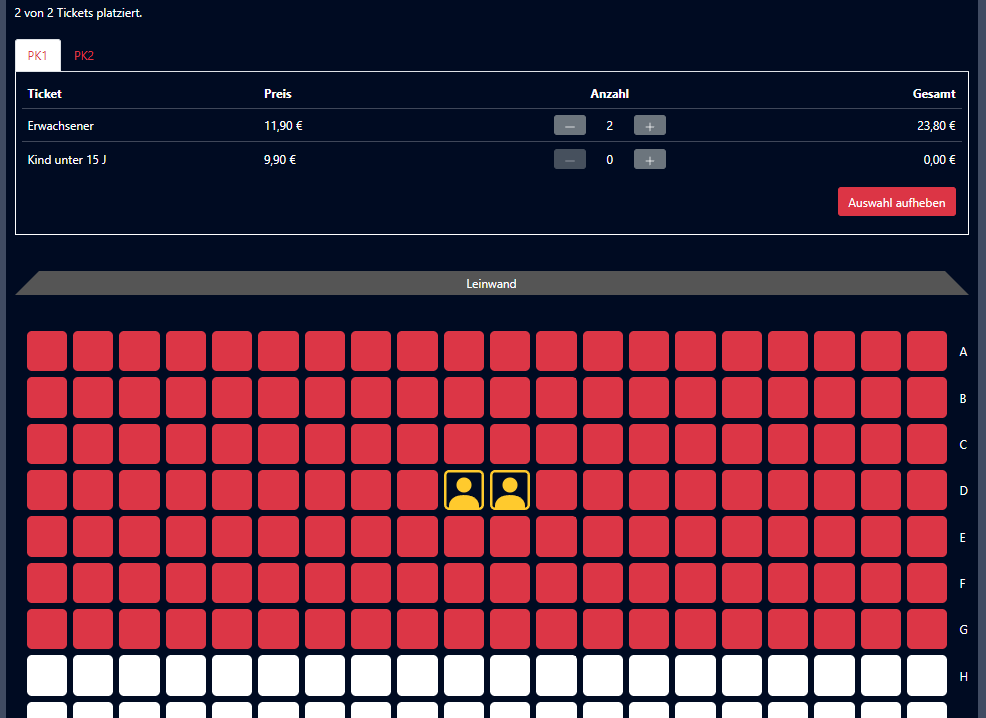 2 von 2 Tickets platziert.
PK1 PK2
Ticket Preis Anzahl Gesamt
Erwachsener 11,90 € – 2 + 23,80 €
Kind unter 15 J 9,90 € – 0 + 0,00 €
Auswahl aufheben
Leinwand
A
B
C
D
E
F
G
H